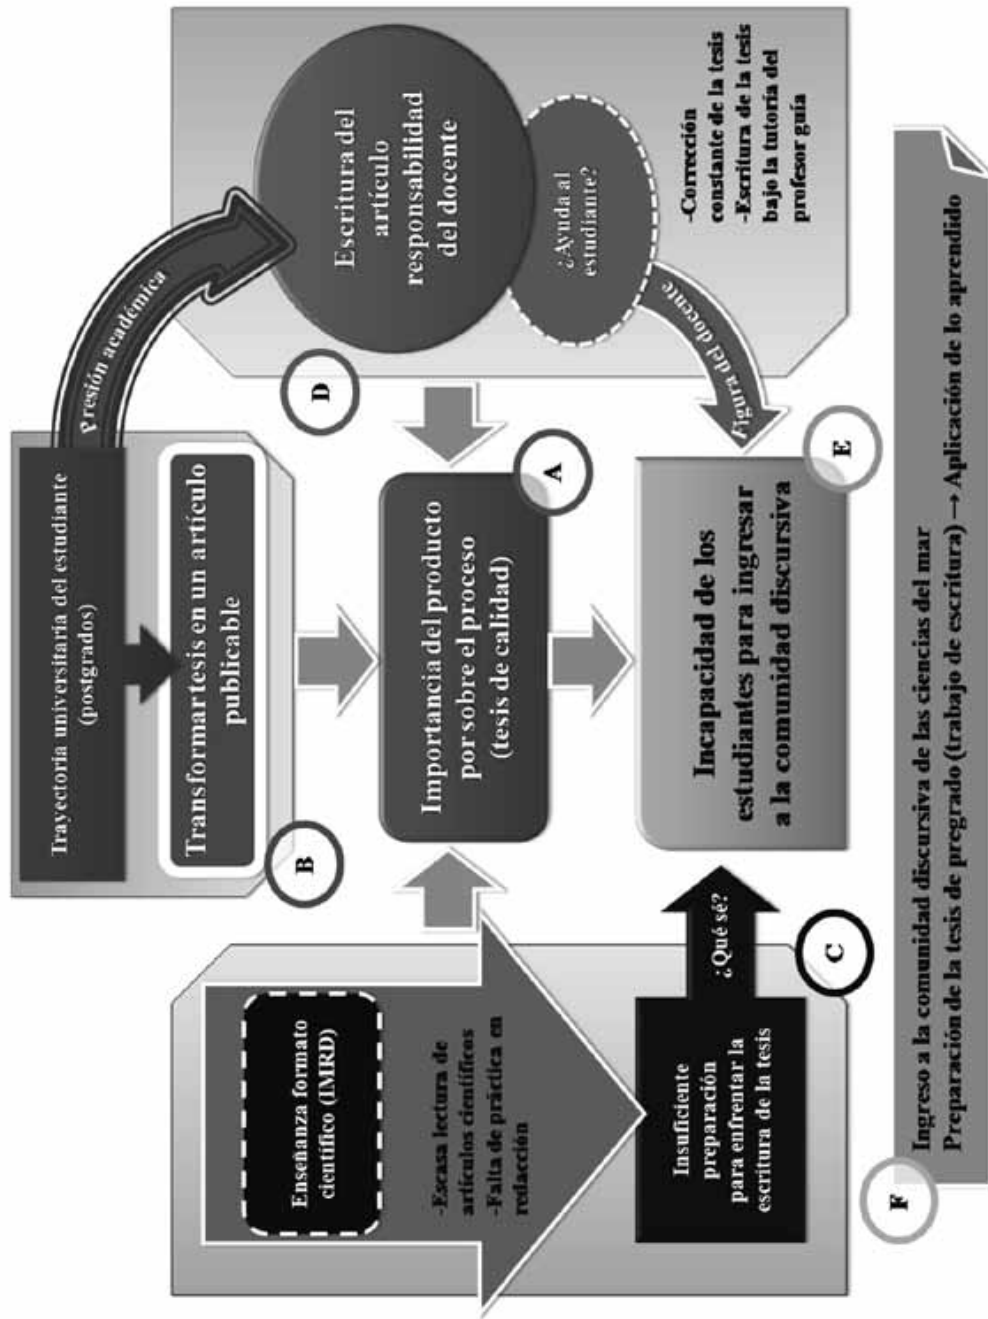 Trayectoria universitaria del estudiante
(postgrados)
Transformar tesis en un artículo
publicable
B
Presión académica
Enseñanza formato
científico (IMRD)
-Escasa lectura de
artículos científicos
-Falta de práctica en
redacción
Insuficiente
preparación
para enfrentar la
escritura de la tesis
¿Qué sé?
C
Importancia del producto
por sobre el proceso
(tesis de calidad)
A
Incapacidad de los
estudiantes para ingresar
a la comunidad discursiva
E
D
Escritura del
artículo
responsabilidad
del docente
¿Ayuda al
estudiante?
Figura del docente
-Corrección
constante de la tesis
-Escritura de la tesis
bajo la tutoría del
profesor guía
F
Ingreso a la comunidad discursiva de las ciencias del mar
Preparación de la tesis de pregrado (trabajo de escritura) → Aplicación de lo aprendido